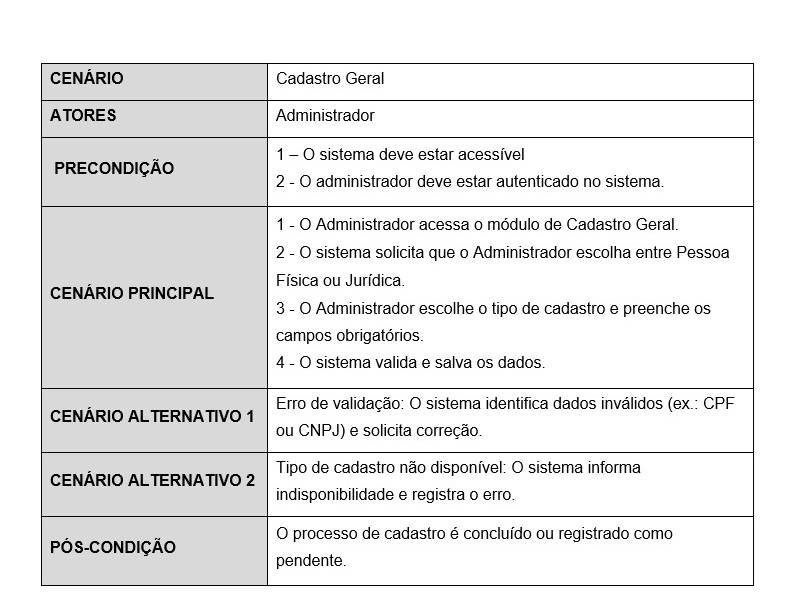 CENÁRIO
Cadastro Geral
ATORES
Administrador
PRECONDIÇÃO
1 – O sistema deve estar acessível
2 - O administrador deve estar autenticado no sistema.
CENÁRIO PRINCIPAL
1 - O Administrador acessa o módulo de Cadastro Geral.
2 - O sistema solicita que o Administrador escolha entre Pessoa
Física ou Jurídica.
3 - O Administrador escolhe o tipo de cadastro e preenche os
campos obrigatórios.
4 - O sistema valida e salva os dados.
CENÁRIO ALTERNATIVO 1
Erro de validação: O sistema identifica dados inválidos (ex.: CPF
ou CNPJ) e solicita correção.
CENÁRIO ALTERNATIVO 2
Tipo de cadastro não disponível: O sistema informa
indisponibilidade e registra o erro.
PÓS-CONDIÇÃO
O processo de cadastro é concluído ou registrado como
pendente.